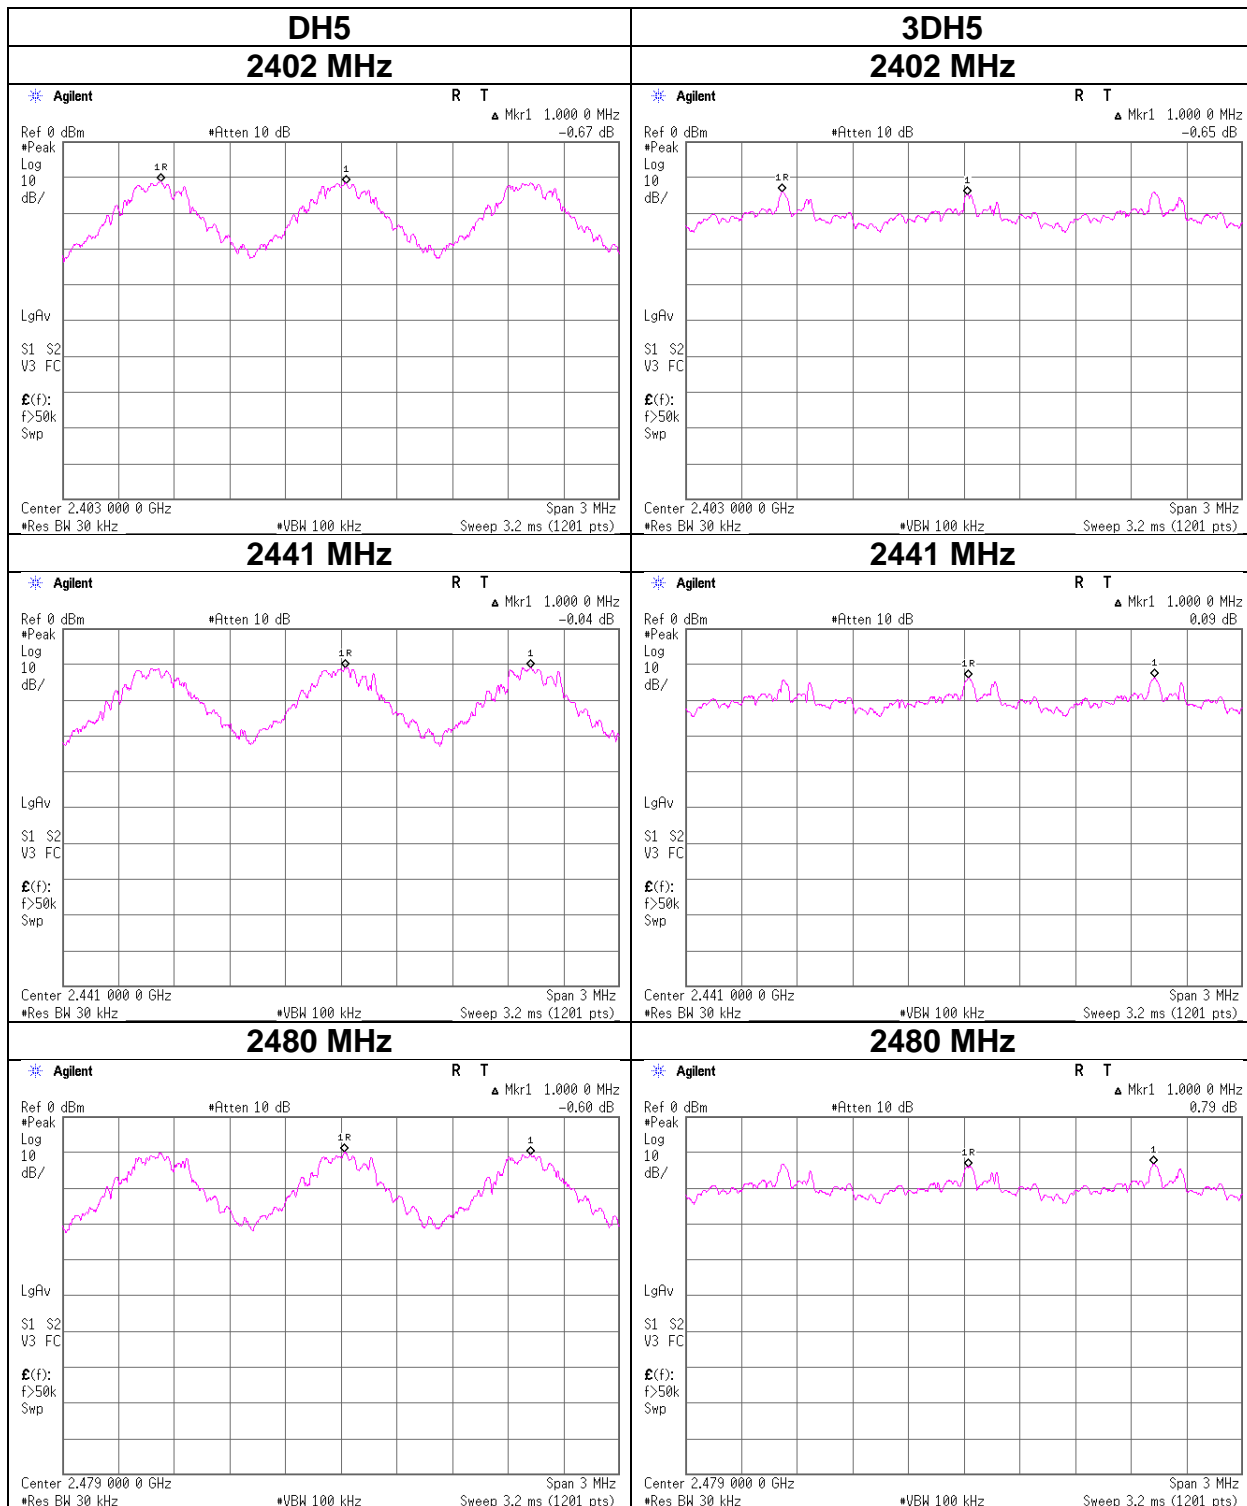 DH5 3DH5
2402 MHz 2402 MHz
Agilent R T
Δ Mkr1 1.000 0 MHz
Ref 0 dBm #Atten 10 dB -0.67 dB
#Peak
Log
10
dB/
1R
1
LgAv
S1 S2
V3 FC
£(f):
f>50k
Swp
Center 2.403 000 0 GHz Span 3 MHz
#Res BW 30 kHz #VBW 100 kHz Sweep 3.2 ms (1201 pts)
Agilent R T
Δ Mkr1 1.000 0 MHz
Ref 0 dBm #Atten 10 dB -0.65 dB
#Peak
Log
10
dB/
1R
1
LgAv
S1 S2
V3 FC
£(f):
f>50k
Swp
Center 2.403 000 0 GHz Span 3 MHz
#Res BW 30 kHz #VBW 100 kHz Sweep 3.2 ms (1201 pts)
2441 MHz 2441 MHz
Agilent R T
Δ Mkr1 1.000 0 MHz
Ref 0 dBm #Atten 10 dB -0.04 dB
#Peak
Log
10
dB/
1R
1
LgAv
S1 S2
V3 FC
£(f):
f>50k
Swp
Center 2.441 000 0 GHz Span 3 MHz
#Res BW 30 kHz #VBW 100 kHz Sweep 3.2 ms (1201 pts)
Agilent R T
Δ Mkr1 1.000 0 MHz
Ref 0 dBm #Atten 10 dB 0.09 dB
#Peak
Log
10
dB/
1R
1
LgAv
S1 S2
V3 FC
£(f):
f>50k
Swp
Center 2.441 000 0 GHz Span 3 MHz
#Res BW 30 kHz #VBW 100 kHz Sweep 3.2 ms (1201 pts)
2480 MHz 2480 MHz
Agilent R T
Δ Mkr1 1.000 0 MHz
Ref 0 dBm #Atten 10 dB -0.60 dB
#Peak
Log
10
dB/
1R
1
LgAv
S1 S2
V3 FC
£(f):
f>50k
Swp
Center 2.479 000 0 GHz Span 3 MHz
#Res BW 30 kHz #VBW 100 kHz Sweep 3.2 ms (1201 pts)
Agilent R T
Δ Mkr1 1.000 0 MHz
Ref 0 dBm #Atten 10 dB 0.79 dB
#Peak
Log
10
dB/
1R
1
LgAv
S1 S2
V3 FC
£(f):
f>50k
Swp
Center 2.479 000 0 GHz Span 3 MHz
#Res BW 30 kHz #VBW 100 kHz Sweep 3.2 ms (1201 pts)